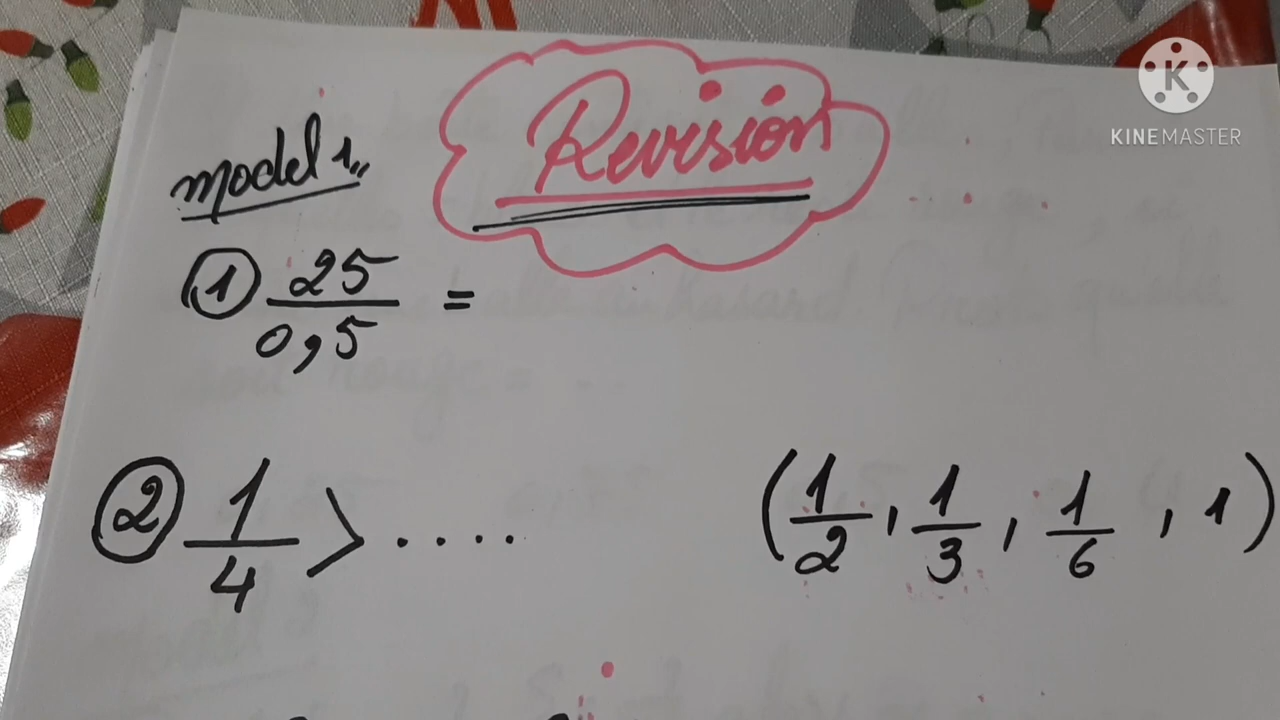 Revision
model 1,,
① 25/0,5 =
② 1/4 > .... (1/2, 1/3, 1/6, 1)
KINEMASTER